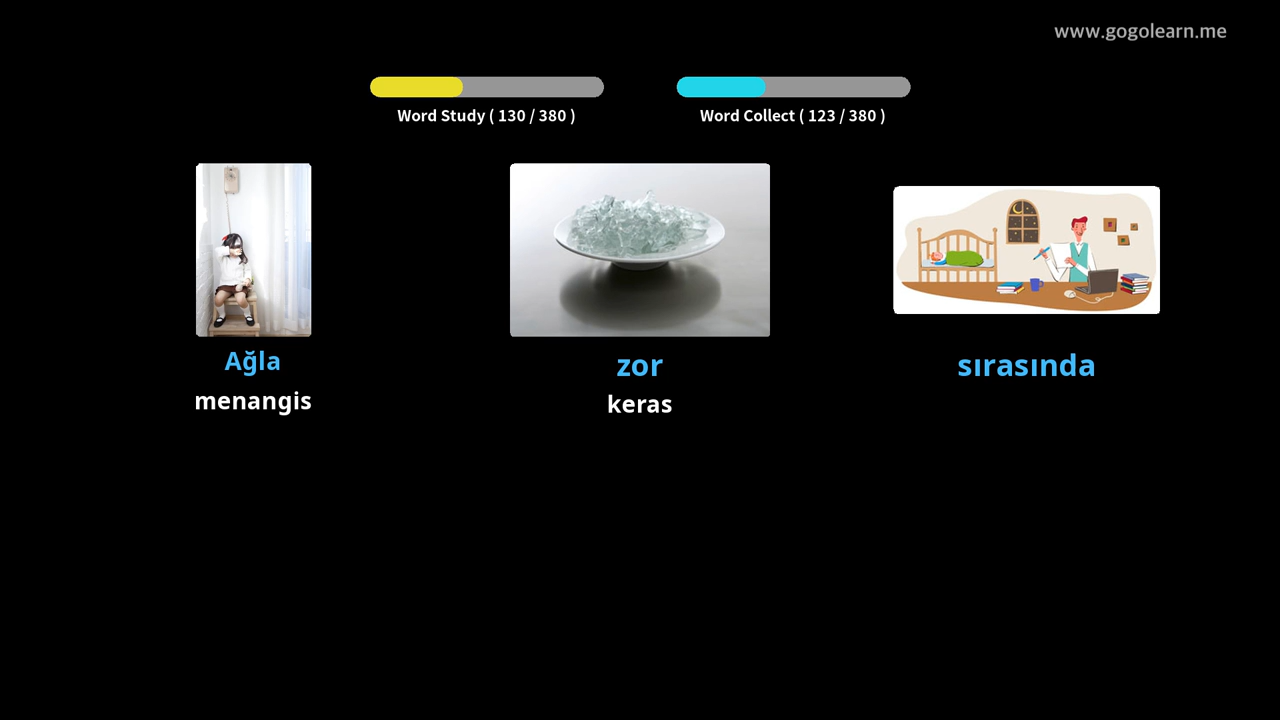 www.gogolearn.me
Word Study ( 130 / 380 )
Word Collect ( 123 / 380 )
Ağla
zor
sırasında
menangis
keras